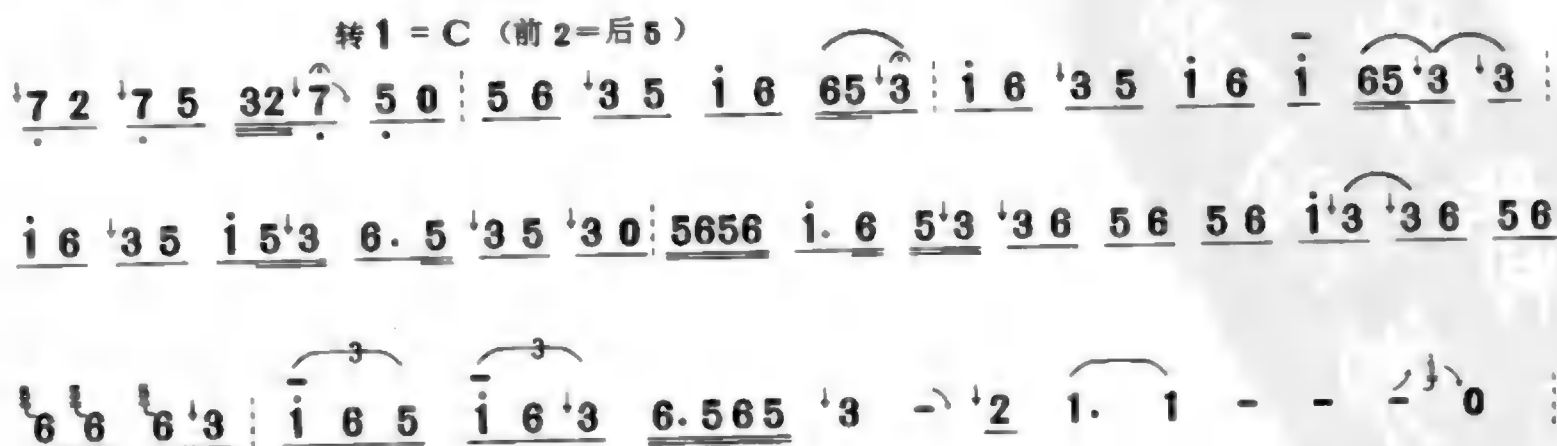 转 1 = C （前 2 = 后 5 ）
↓7̣ 2 ↓7̣ 5 32↓7̣ 5̣ 0 ┊ 5 6 ↓3 5 i̇ 6 65↓3 ┊ i̇ 6 ↓3 5 i̇ 6 i̇ 65↓3 ↓3 ┊
i̇ 6 ↓3 5 i̇ 5↓3 6. 5 ↓3 5 ↓3 0 ┊ 5656 i̇. 6 5↓3 ↓3 6 5 6 5 6 i̇↓3 ↓3 6 5 6
6 6 6 ↓3 ┊ i̇ 6 5 i̇ 6 ↓3 6.565 ↓3 - ↓2 1. 1 - - - 0 ┊